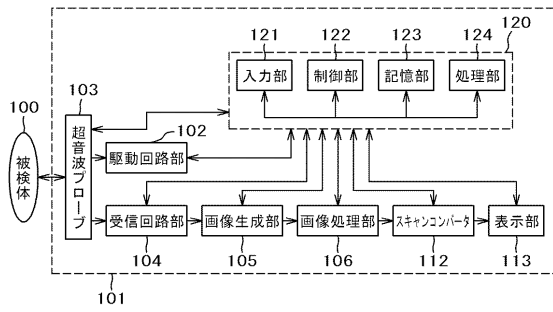 121
122
123
124
120
入力部
制御部
記憶部
処理部
100
103
102
被検体
超音波プローブ
駆動回路部
受信回路部
画像生成部
画像処理部
スキャンコンバータ
表示部
104
105
106
112
113
101